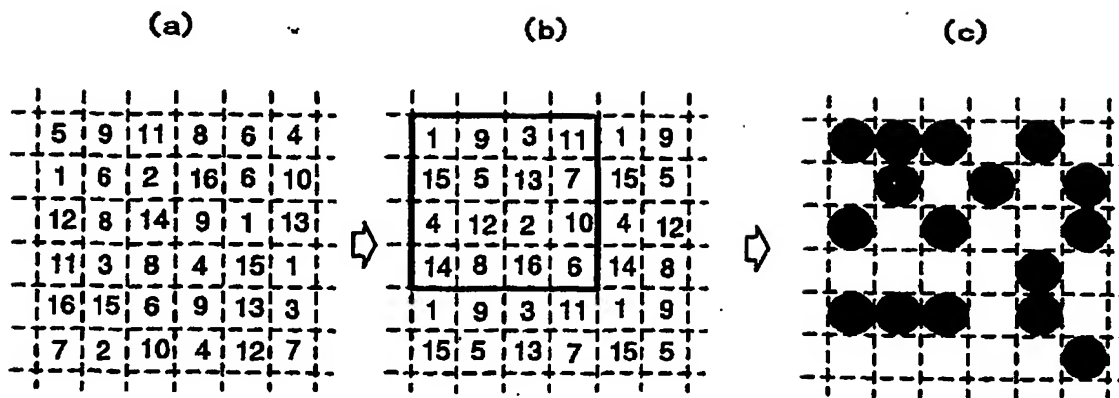 (a) (b) (c)
5 9 11 8 6 4
1 6 2 16 6 10
12 8 14 9 1 13
11 3 8 4 15 1
16 15 6 9 13 3
7 2 10 4 12 7
1 9 3 11 1 9
15 5 13 7 15 5
4 12 2 10 4 12
14 8 16 6 14 8
1 9 3 11 1 9
15 5 13 7 15 5